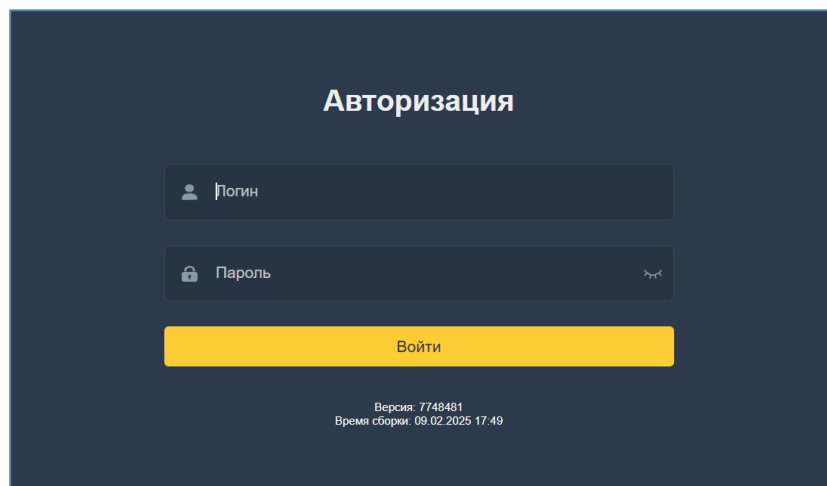 Авторизация
Логин
Пароль
Войти
Версия: 7748481
Время сборки: 09.02.2025 17:49